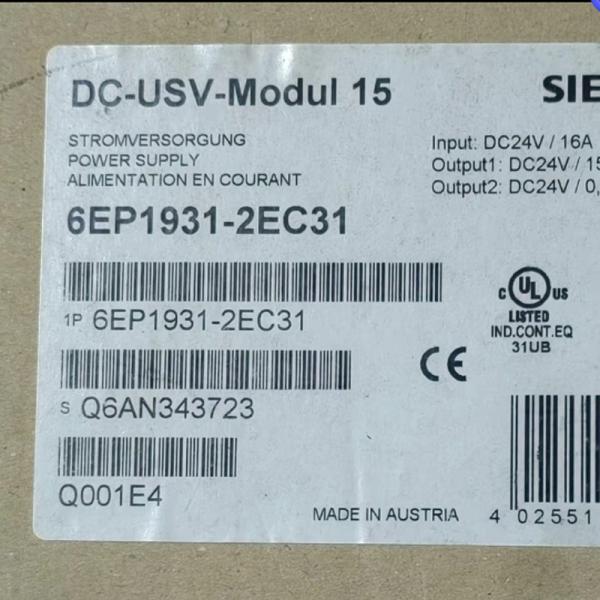 DC-USV-Modul 15
SIE
STROMVERSORGUNG
POWER SUPPLY
ALIMENTATION EN COURANT
6EP1931-2EC31
Input: DC24V / 16A
Output1: DC24V / 15
Output2: DC24V / 0,
1P 6EP1931-2EC31
C UL US
LISTED
IND.CONT.EQ
31UB
CE
S Q6AN343723
Q001E4
MADE IN AUSTRIA
4 02551